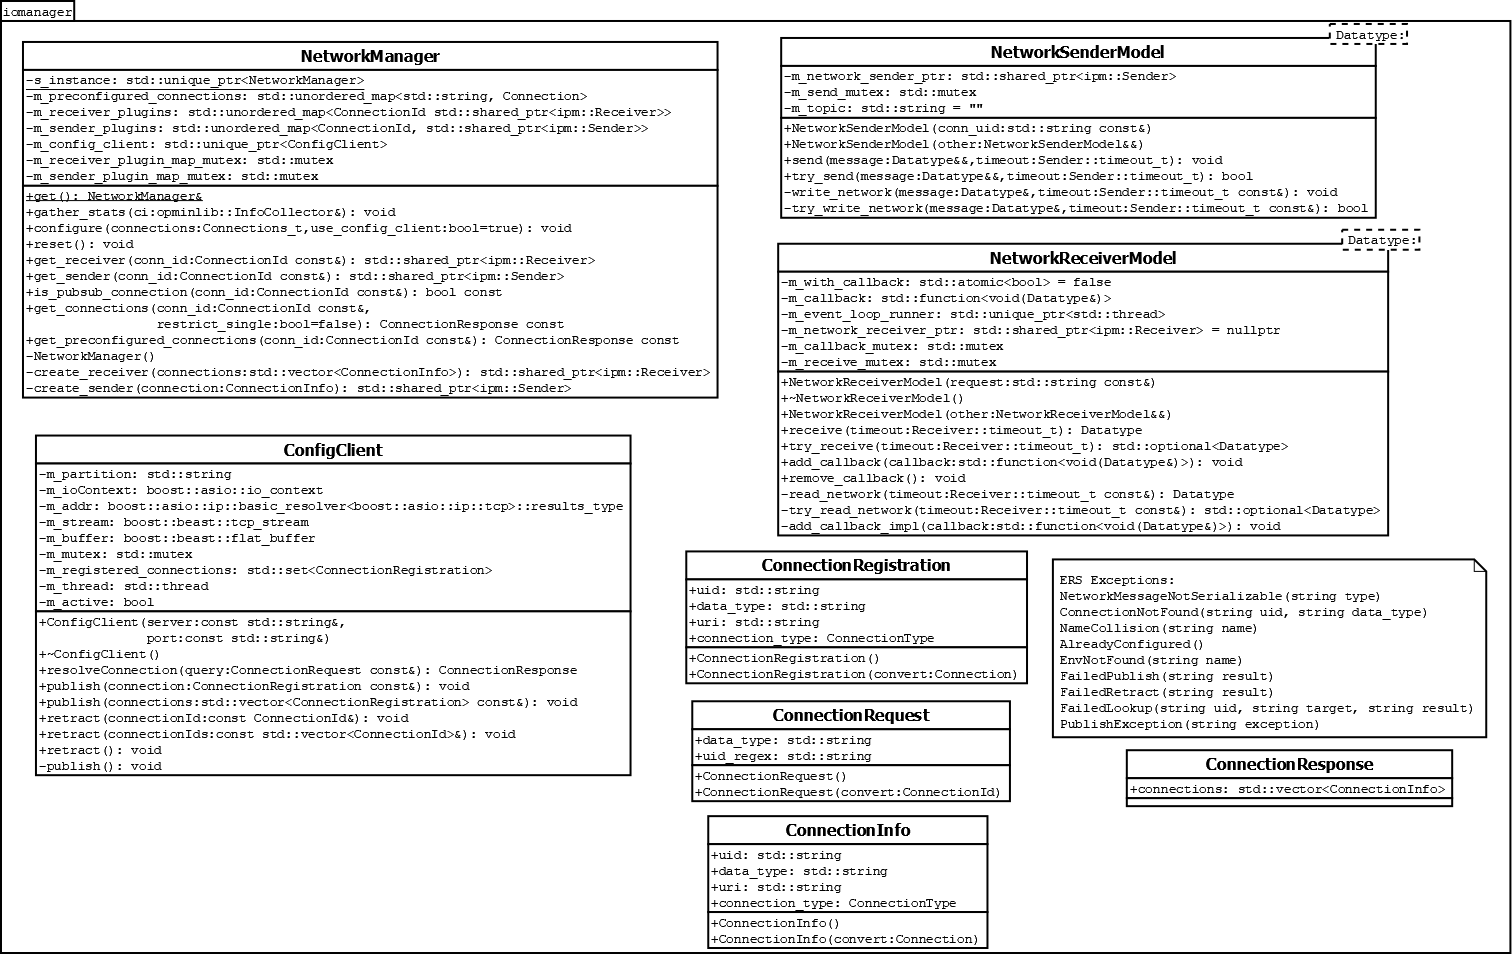 iomanager
NetworkManager
-s_instance: std::unique_ptr<NetworkManager>
-m_preconfigured_connections: std::unordered_map<std::string, Connection>
-m_receiver_plugins: std::unordered_map<ConnectionId std::shared_ptr<ipm::Receiver>>
-m_sender_plugins: std::unordered_map<ConnectionId, std::shared_ptr<ipm::Sender>>
-m_config_client: std::unique_ptr<ConfigClient>
-m_receiver_plugin_map_mutex: std::mutex
-m_sender_plugin_map_mutex: std::mutex
+get(): NetworkManager&
+gather_stats(ci:opminlib::InfoCollector&): void
+configure(connections:Connections_t,use_config_client:bool=true): void
+reset(): void
+get_receiver(conn_id:ConnectionId const&): std::shared_ptr<ipm::Receiver>
+get_sender(conn_id:ConnectionId const&): std::shared_ptr<ipm::Sender>
+is_pubsub_connection(conn_id:ConnectionId const&): bool const
+get_connections(conn_id:ConnectionId const&,
restrict_single:bool=false): ConnectionResponse const
+get_preconfigured_connections(conn_id:ConnectionId const&): ConnectionResponse const
-NetworkManager()
-create_receiver(connections:std::vector<ConnectionInfo>): std::shared_ptr<ipm::Receiver>
-create_sender(connection:ConnectionInfo): std::shared_ptr<ipm::Sender>
ConfigClient
-m_partition: std::string
-m_ioContext: boost::asio::io_context
-m_addr: boost::asio::ip::basic_resolver<boost::asio::ip::tcp>::results_type
-m_stream: boost::beast::tcp_stream
-m_buffer: boost::beast::flat_buffer
-m_mutex: std::mutex
-m_registered_connections: std::set<ConnectionRegistration>
-m_thread: std::thread
-m_active: bool
+ConfigClient(server:const std::string&,
port:const std::string&)
+~ConfigClient()
+resolveConnection(query:ConnectionRequest const&): ConnectionResponse
+publish(connection:ConnectionRegistration const&): void
+publish(connections:std::vector<ConnectionRegistration> const&): void
+retract(connectionId:const ConnectionId&): void
+retract(connectionIds:const std::vector<ConnectionId>&): void
+retract(): void
-publish(): void
Datatype:
NetworkSenderModel
-m_network_sender_ptr: std::shared_ptr<ipm::Sender>
-m_send_mutex: std::mutex
-m_topic: std::string = ""
+NetworkSenderModel(conn_uid:std::string const&)
+NetworkSenderModel(other:NetworkSenderModel&&)
+send(message:Datatype&&,timeout:Sender::timeout_t): void
+try_send(message:Datatype&&,timeout:Sender::timeout_t): bool
-write_network(message:Datatype&,timeout:Sender::timeout_t const&): void
-try_write_network(message:Datatype&,timeout:Sender::timeout_t const&): bool
Datatype:
NetworkReceiverModel
-m_with_callback: std::atomic<bool> = false
-m_callback: std::function<void(Datatype&)>
-m_event_loop_runner: std::unique_ptr<std::thread>
-m_network_receiver_ptr: std::shared_ptr<ipm::Receiver> = nullptr
-m_callback_mutex: std::mutex
-m_receive_mutex: std::mutex
+NetworkReceiverModel(request:std::string const&)
+~NetworkReceiverModel()
+NetworkReceiverModel(other:NetworkReceiverModel&&)
+receive(timeout:Receiver::timeout_t): Datatype
+try_receive(timeout:Receiver::timeout_t): std::optional<Datatype>
+add_callback(callback:std::function<void(Datatype&)>): void
+remove_callback(): void
-read_network(timeout:Receiver::timeout_t const&): Datatype
-try_read_network(timeout:Receiver::timeout_t const&): std::optional<Datatype>
-add_callback_impl(callback:std::function<void(Datatype&)>): void
ConnectionRegistration
+uid: std::string
+data_type: std::string
+uri: std::string
+connection_type: ConnectionType
+ConnectionRegistration()
+ConnectionRegistration(convert:Connection)
ConnectionRequest
+data_type: std::string
+uid_regex: std::string
+ConnectionRequest()
+ConnectionRequest(convert:ConnectionId)
ConnectionInfo
+uid: std::string
+data_type: std::string
+uri: std::string
+connection_type: ConnectionType
+ConnectionInfo()
+ConnectionInfo(convert:Connection)
ERS Exceptions:
NetworkMessageNotSerializable(string type)
ConnectionNotFound(string uid, string data_type)
NameCollision(string name)
AlreadyConfigured()
EnvNotFound(string name)
FailedPublish(string result)
FailedRetract(string result)
FailedLookup(string uid, string target, string result)
PublishException(string exception)
ConnectionResponse
+connections: std::vector<ConnectionInfo>